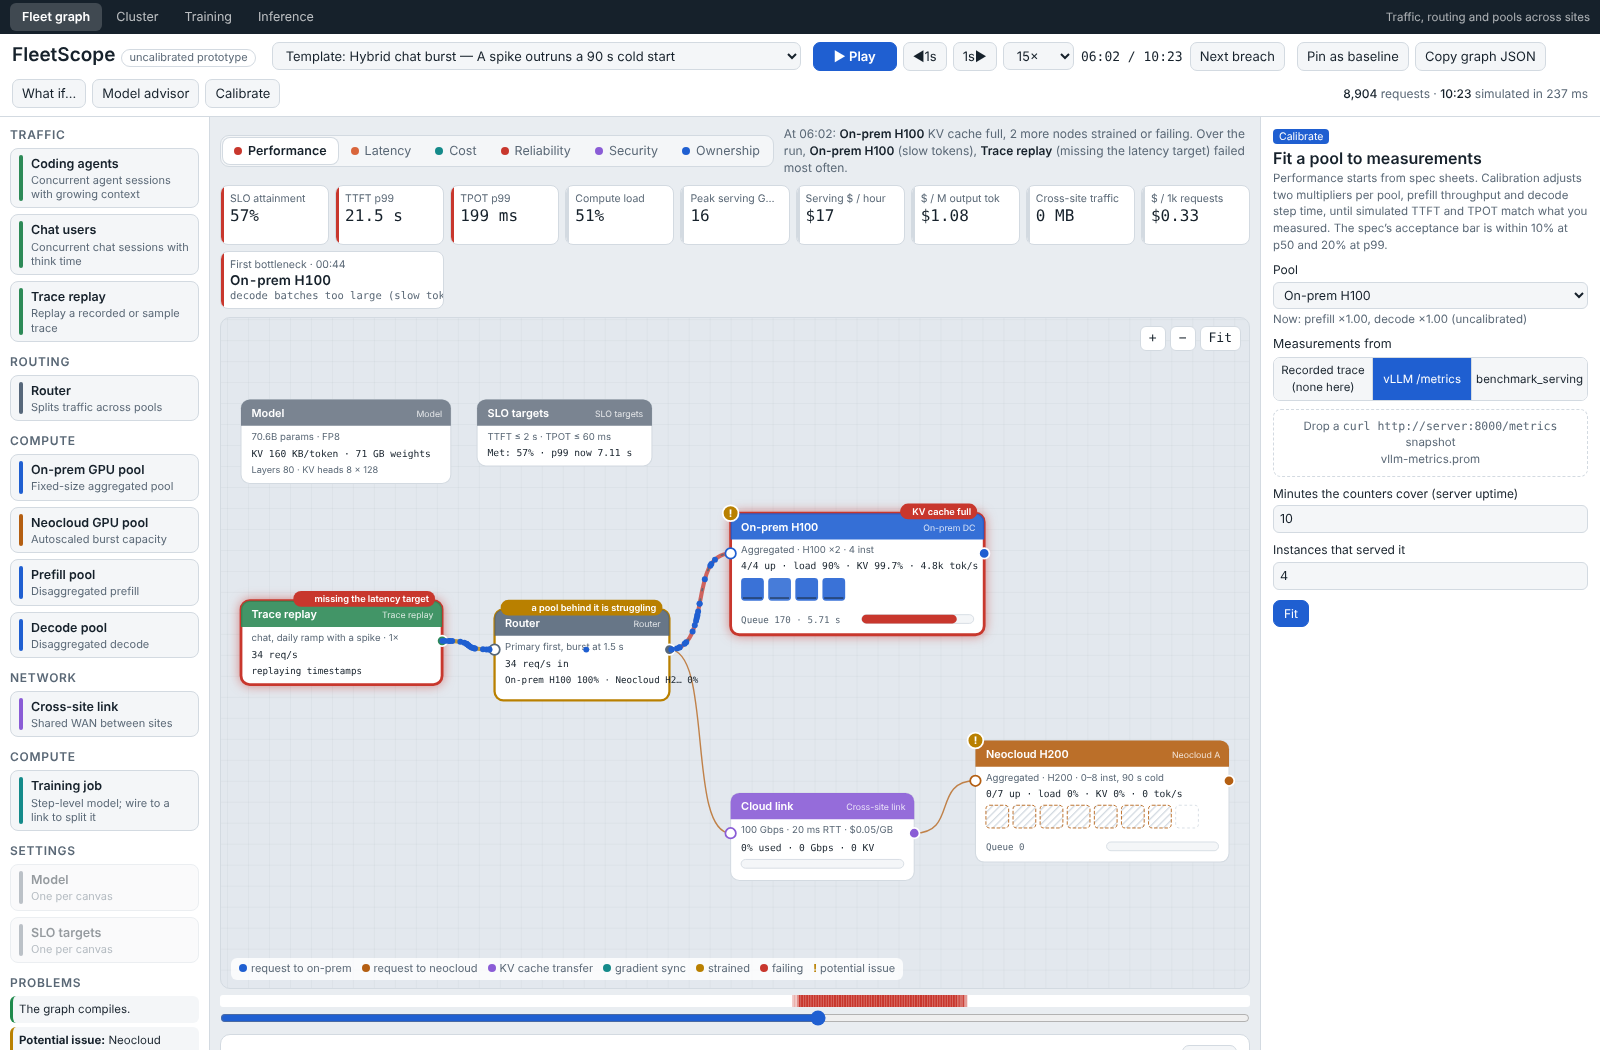 Fleet graph
Cluster
Training
Inference
Traffic, routing and pools across sites
FleetScope
uncalibrated prototype
Template: Hybrid chat burst — A spike outruns a 90 s cold start
▶ Play
◀1s
1s▶
15×
06:02 / 10:23
Next breach
Pin as baseline
Copy graph JSON
What if...
Model advisor
Calibrate
8,904 requests · 10:23 simulated in 237 ms
TRAFFIC
Coding agents
Concurrent agent sessions
with growing context
Chat users
Concurrent chat sessions with
think time
Trace replay
Replay a recorded or sample
trace
ROUTING
Router
Splits traffic across pools
COMPUTE
On-prem GPU pool
Fixed-size aggregated pool
Neocloud GPU pool
Autoscaled burst capacity
Prefill pool
Disaggregated prefill
Decode pool
Disaggregated decode
NETWORK
Cross-site link
Shared WAN between sites
COMPUTE
Training job
Step-level model; wire to a
link to split it
SETTINGS
Model
One per canvas
SLO targets
One per canvas
PROBLEMS
The graph compiles.
Potential issue: Neocloud
Performance
Latency
Cost
Reliability
Security
Ownership
At 06:02: On-prem H100 KV cache full, 2 more nodes strained or failing. Over the
run, On-prem H100 (slow tokens), Trace replay (missing the latency target) failed
most often.
SLO attainment
57%
TTFT p99
21.5 s
TPOT p99
199 ms
Compute load
51%
Peak serving G...
16
Serving $ / hour
$17
$ / M output tok
$1.08
Cross-site traffic
0 MB
$ / 1k requests
$0.33
First bottleneck · 00:44
On-prem H100
decode batches too large (slow tok
+
−
Fit
Model
Model
70.6B params · FP8
KV 160 KB/token · 71 GB weights
Layers 80 · KV heads 8 × 128
SLO targets
SLO targets
TTFT ≤ 2 s · TPOT ≤ 60 ms
Met: 57% · p99 now 7.11 s
KV cache full
!
On-prem H100
On-prem DC
Aggregated · H100 ×2 · 4 inst
4/4 up · load 90% · KV 99.7% · 4.8k tok/s
Queue 170 · 5.71 s
missing the latency target
Trace replay
Trace replay
chat, daily ramp with a spike · 1×
34 req/s
replaying timestamps
a pool behind it is struggling
Router
Router
Primary first, burst at 1.5 s
34 req/s in
On-prem H100 100% · Neocloud H2… 0%
!
Neocloud H200
Neocloud A
Aggregated · H200 · 0–8 inst, 90 s cold
0/7 up · load 0% · KV 0% · 0 tok/s
Queue 0
Cloud link
Cross-site link
100 Gbps · 20 ms RTT · $0.05/GB
0% used · 0 Gbps · 0 KV
request to on-prem
request to neocloud
KV cache transfer
gradient sync
strained
failing
! potential issue
Calibrate
Fit a pool to measurements
Performance starts from spec sheets. Calibration adjusts
two multipliers per pool, prefill throughput and decode
step time, until simulated TTFT and TPOT match what you
measured. The spec's acceptance bar is within 10% at
p50 and 20% at p99.
Pool
On-prem H100
Now: prefill ×1.00, decode ×1.00 (uncalibrated)
Measurements from
Recorded trace
(none here)
vLLM /metrics
benchmark_serving
Drop a curl http://server:8000/metrics
snapshot
vllm-metrics.prom
Minutes the counters cover (server uptime)
10
Instances that served it
4
Fit